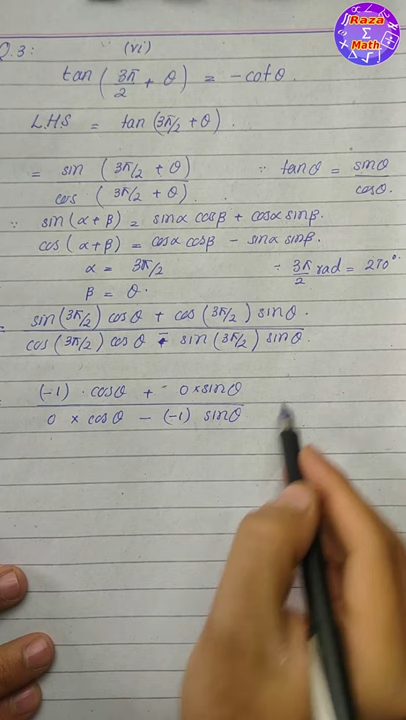 Raza Math
Q.3: (vi)
tan(3π/2 + θ) = -cotθ.
L.H.S = tan(3π/2 + θ).
= sin(3π/2 + θ) / cos(3π/2 + θ). ∵ tanθ = sinθ / cosθ.
∵ sin(α+β) = sinα cosβ + cosα sinβ.
cos(α+β) = cosα cosβ - sinα sinβ.
α = 3π/2 ∵ 3π/2 rad = 270°.
β = θ.
= sin(3π/2) cosθ + cos(3π/2) sinθ / cos(3π/2) cosθ - sin(3π/2) sinθ.
(-1) · cosθ + 0×sinθ / 0 × cosθ - (-1) sinθ